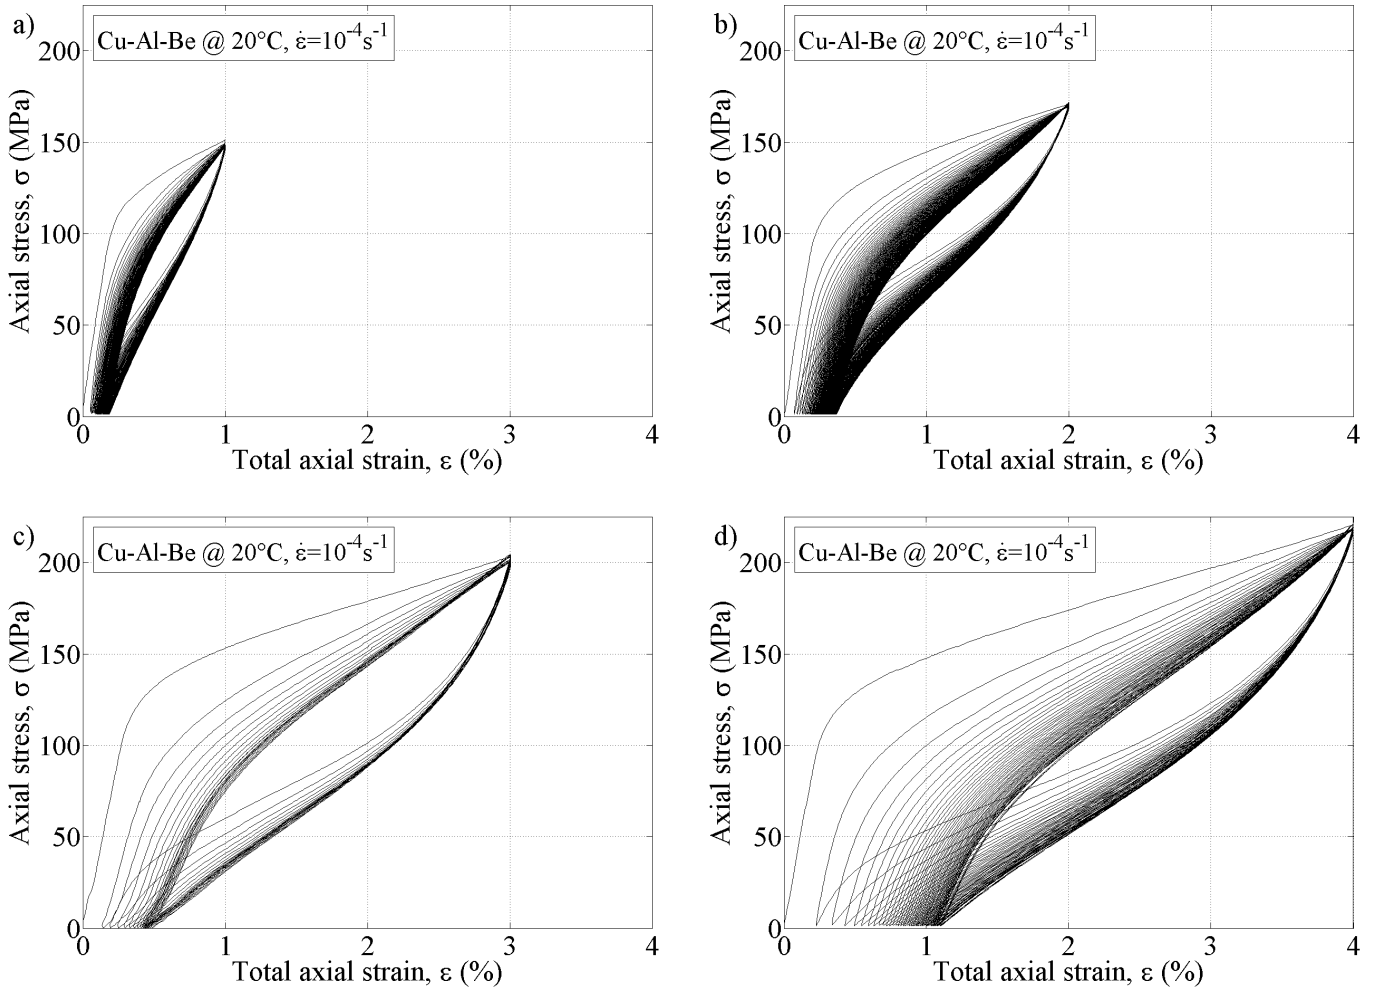 a)
Cu-Al-Be @ 20°C, ε̇=10⁻⁴s⁻¹
Axial stress, σ (MPa)
200
150
100
50
0
0 1 2 3 4
Total axial strain, ε (%)
b)
Cu-Al-Be @ 20°C, ε̇=10⁻⁴s⁻¹
Axial stress, σ (MPa)
200
150
100
50
0
0 1 2 3 4
Total axial strain, ε (%)
c)
Cu-Al-Be @ 20°C, ε̇=10⁻⁴s⁻¹
Axial stress, σ (MPa)
200
150
100
50
0
0 1 2 3 4
Total axial strain, ε (%)
d)
Cu-Al-Be @ 20°C, ε̇=10⁻⁴s⁻¹
Axial stress, σ (MPa)
200
150
100
50
0
0 1 2 3 4
Total axial strain, ε (%)